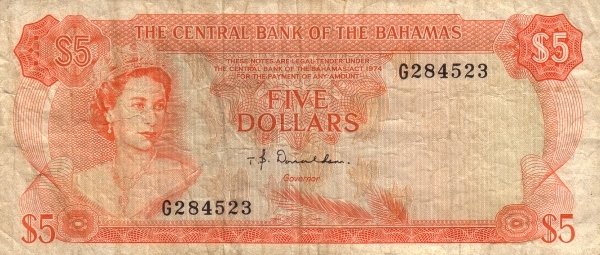 THE CENTRAL BANK OF THE BAHAMAS
$5
$5
THESE NOTES ARE LEGAL TENDER UNDER
THE CENTRAL BANK OF THE BAHAMAS ACT 1974
FOR THE PAYMENT OF ANY AMOUNT
G284523
FIVE
DOLLARS
T. B. Donaldson.
Governor
G284523
$5
$5